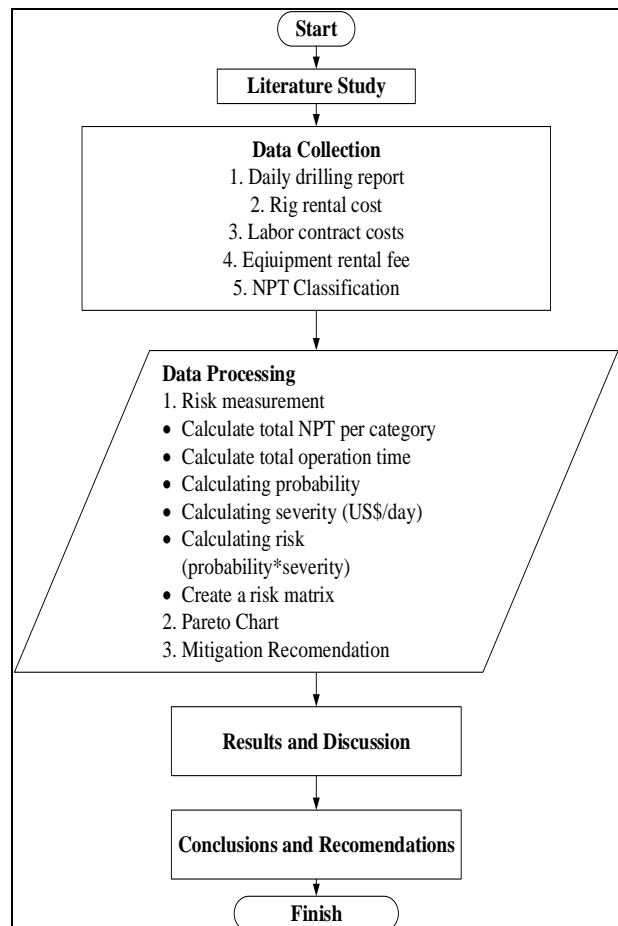 Start
Literature Study
Data Collection
1. Daily drilling report
2. Rig rental cost
3. Labor contract costs
4. Eqiuipment rental fee
5. NPT Classification
Data Processing
1. Risk measurement
• Calculate total NPT per category
• Calculate total operation time
• Calculating probability
• Calculating severity (US$/day)
• Calculating risk
(probability*severity)
• Create a risk matrix
2. Pareto Chart
3. Mitigation Recomendation
Results and Discussion
Conclusions and Recomendations
Finish